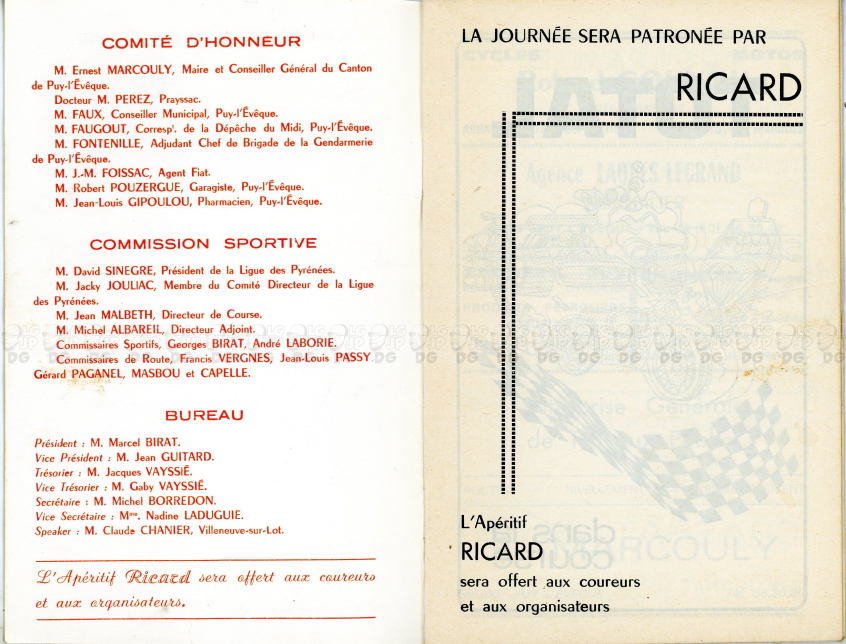 COMITÉ D'HONNEUR
M. Ernest MARCOULY, Maire et Conseiller Général du Canton
de Puy-l'Évêque.
Docteur M. PEREZ, Prayssac.
M. FAUX, Conseiller Municipal, Puy-l'Évêque.
M. FAUGOUT, Corresp'. de la Dépêche du Midi, Puy-l'Évêque.
M. FONTENILLE, Adjudant Chef de Brigade de la Gendarmerie
de Puy-l'Évêque.
M. J.-M. FOISSAC, Agent Fiat.
M. Robert POUZERGUE, Garagiste, Puy-l'Évêque.
M. Jean-Louis GIPOULOU, Pharmacien, Puy-l'Évêque.
COMMISSION SPORTIVE
M. David SINEGRE, Président de la Ligue des Pyrénées.
M. Jacky JOULIAC, Membre du Comité Directeur de la Ligue
des Pyrénées.
M. Jean MALBETH, Directeur de Course.
M. Michel ALBAREIL, Directeur Adjoint.
Commissaires Sportifs, Georges BIRAT, André LABORIE.
Commissaires de Route, Francis VERGNES, Jean-Louis PASSY
Gérard PAGANEL, MASBOU et CAPELLE.
BUREAU
Président : M. Marcel BIRAT.
Vice Président : M. Jean GUITARD.
Trésorier : M. Jacques VAYSSIÉ.
Vice Trésorier : M. Gaby VAYSSIÉ.
Secrétaire : M. Michel BORREDON.
Vice Secrétaire : Mme. Nadine LADUGUIE.
Speaker : M. Claude CHANIER, Villeneuve-sur-Lot.
L'Apéritif Ricard sera offert aux coureurs
et aux organisateurs.
LA JOURNÉE SERA PATRONÉE PAR
RICARD
L'Apéritif
RICARD
sera offert aux coureurs
et aux organisateurs